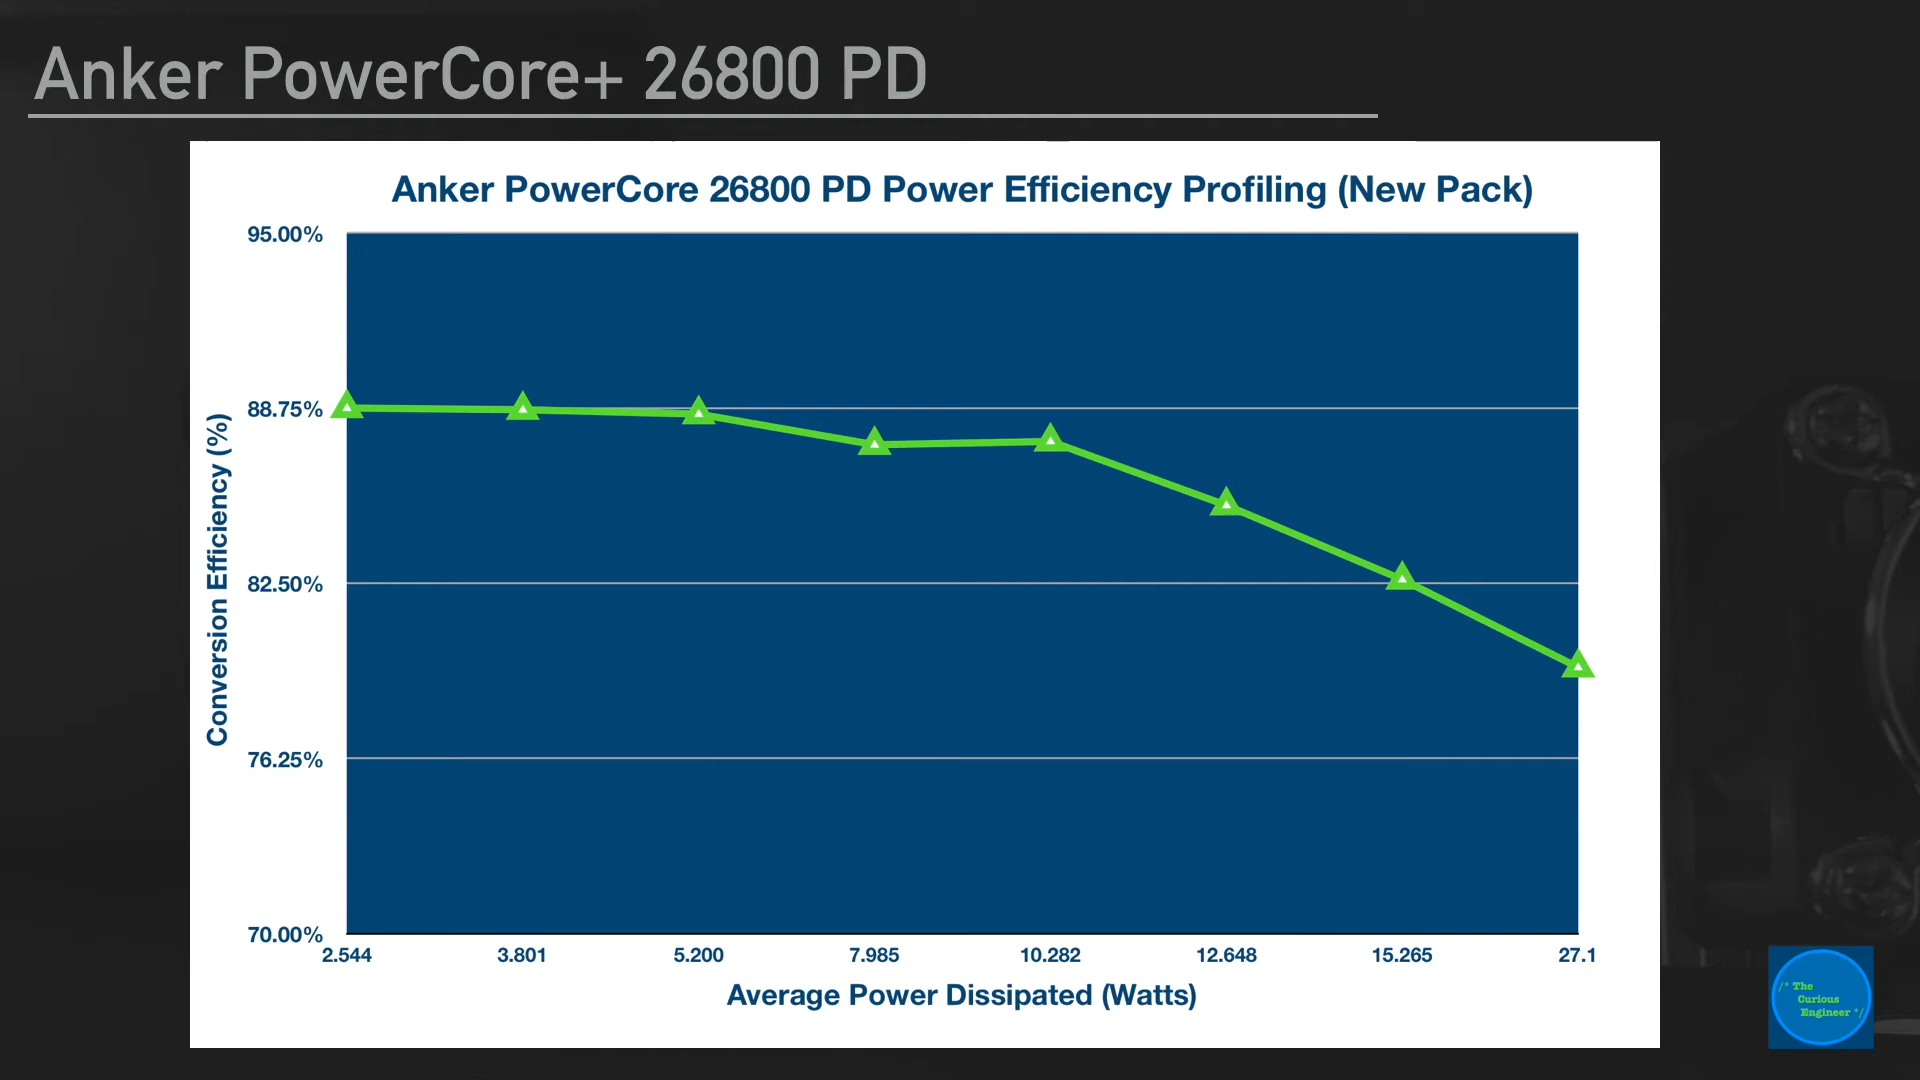 Anker PowerCore+ 26800 PD
Anker PowerCore 26800 PD Power Efficiency Profiling (New Pack)
95.00%
88.75%
82.50%
76.25%
70.00%
Conversion Efficiency (%)
2.544 3.801 5.200 7.985 10.282 12.648 15.265 27.1
Average Power Dissipated (Watts)
/* The
Curious
Engineer */